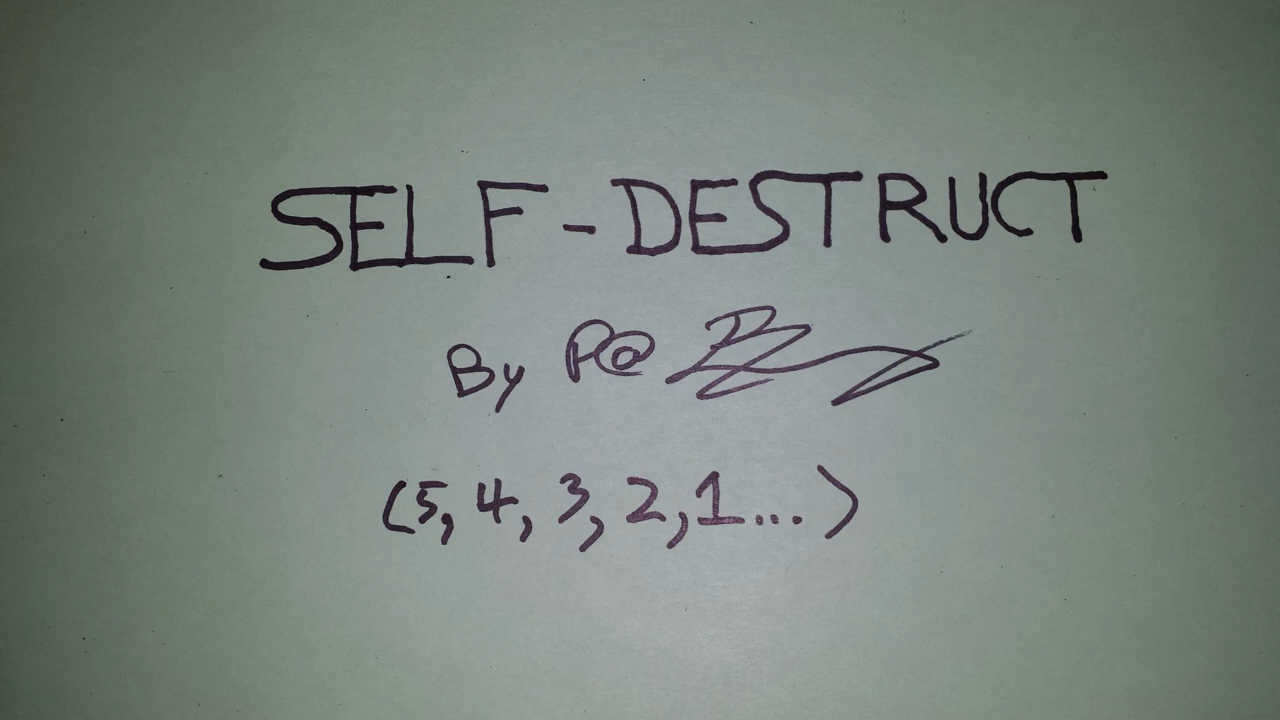 SELF-DESTRUCT
By P@
(5, 4, 3, 2, 1...)